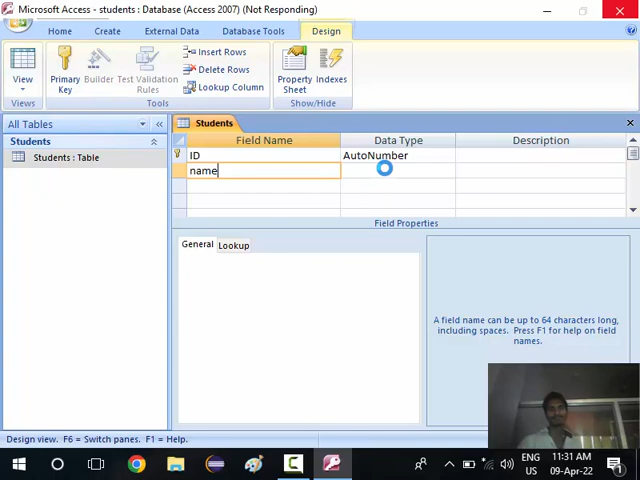 Microsoft Access - students : Database (Access 2007) (Not Responding)
Home Create External Data Database Tools Design
View
Primary Key
Builder
Test Validation Rules
Insert Rows
Delete Rows
Lookup Column
Property Sheet
Indexes
Views Tools Show/Hide
All Tables
Students
Students : Table
Students
Field Name Data Type Description
ID AutoNumber
name
Field Properties
General Lookup
A field name can be up to 64 characters long, including spaces. Press F1 for help on field names.
Design view. F6 = Switch panes. F1 = Help.
ENG 11:31 AM
US 09-Apr-22
1